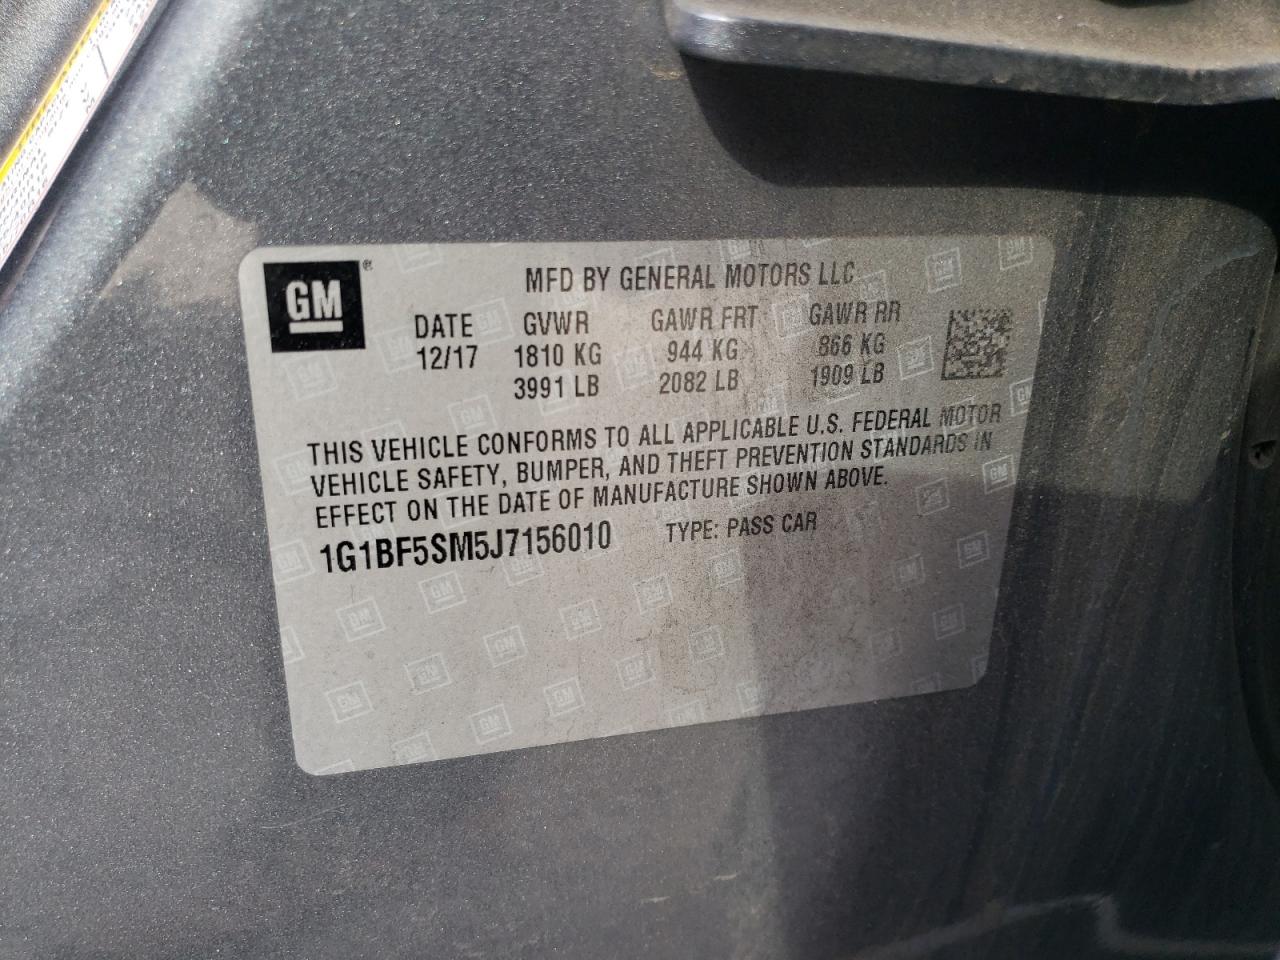 GM®
MFD BY GENERAL MOTORS LLC
DATE GVWR GAWR FRT GAWR RR
12/17 1810 KG 944 KG 866 KG
3991 LB 2082 LB 1909 LB
THIS VEHICLE CONFORMS TO ALL APPLICABLE U.S. FEDERAL MOTOR
VEHICLE SAFETY, BUMPER, AND THEFT PREVENTION STANDARDS IN
EFFECT ON THE DATE OF MANUFACTURE SHOWN ABOVE.
1G1BF5SM5J7156010 TYPE: PASS CAR